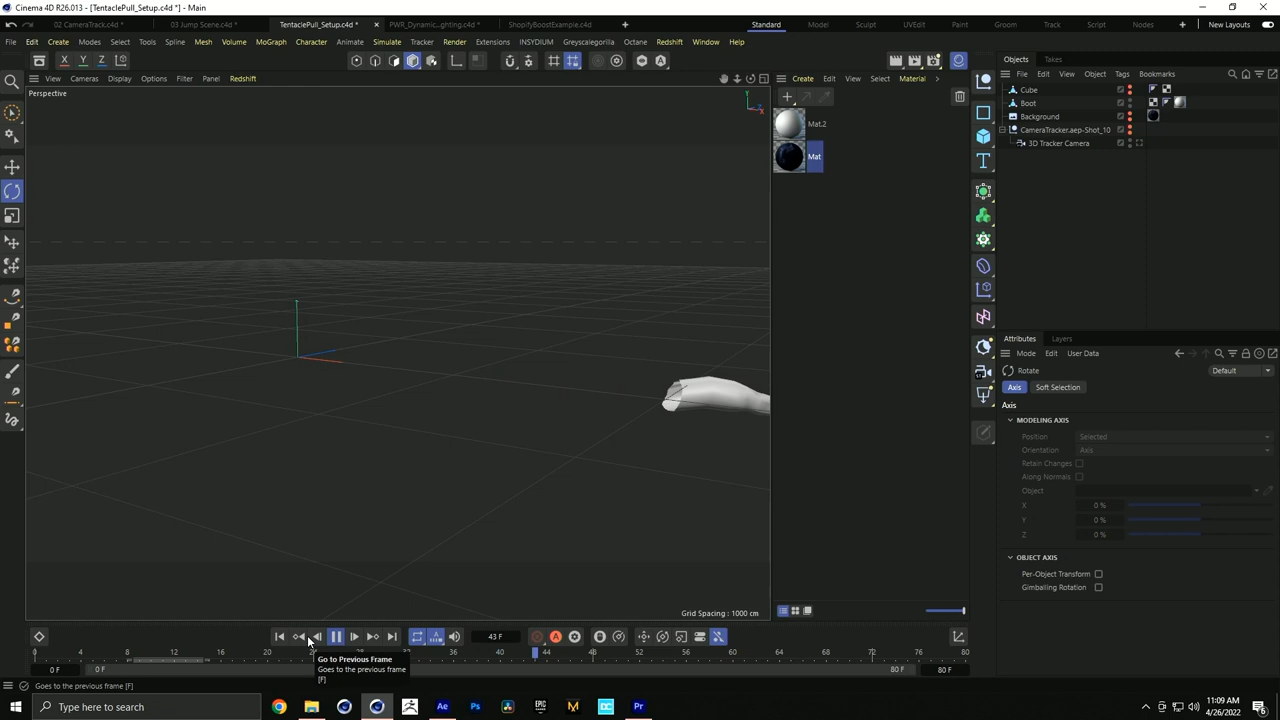 Cinema 4D R26.013 - [TentaclePull_Setup.c4d *] - Main
02 CameraTrack.c4d *
03 Jump Scene.c4d *
TentaclePull_Setup.c4d *
PWR_Dynamic...ghting.c4d *
ShopifyBoostExample.c4d
Standard
Model
Sculpt
UVEdit
Paint
Groom
Track
Script
Nodes
New Layouts
File Edit Create Modes Select Tools Spline Mesh Volume MoGraph Character Animate Simulate Tracker Render Extensions INSYDIUM Greyscalegorilla Octane Redshift Window Help
X Y Z
Objects Takes
View Cameras Display Options Filter Panel Redshift
Create Edit View Select Material
File Edit View Object Tags Bookmarks
Perspective
Y
Cube
Boot
Background
CameraTracker.aep-Shot_10
3D Tracker Camera
Mat.2
Mat
Attributes Layers
Mode Edit User Data
Rotate
Default
Axis Soft Selection
Axis
MODELING AXIS
Position Selected
Orientation Axis
Retain Changes
Along Normals
Object
X 0 %
Y 0 %
Z 0 %
OBJECT AXIS
Per-Object Transform
Gimballing Rotation
Grid Spacing : 1000 cm
43 F
0 4 8 12 16 20 24 28 32 36 40 44 48 52 56 60 64 68 72 76 80
Go to Previous Frame
Goes to the previous frame
[F]
0 F
0 F
80 F
80 F
Goes to the previous frame [F]
Type here to search
11:09 AM
4/26/2022